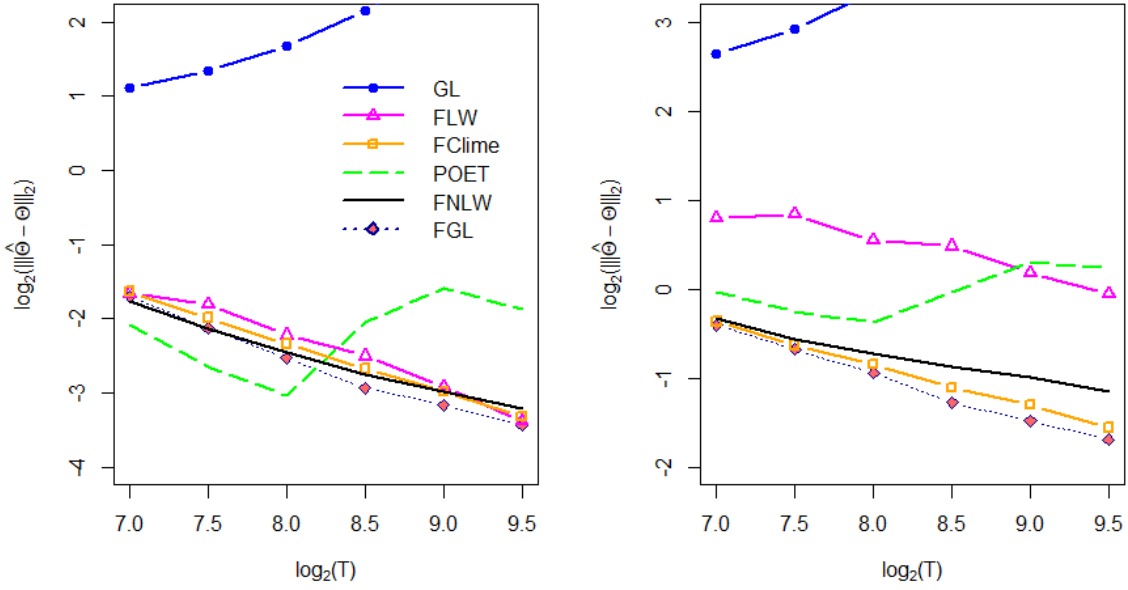 2
1
0
-1
-2
-3
-4
log₂(|||Θ̂ − Θ|||₂)
GL
FLW
FClime
POET
FNLW
FGL
7.0 7.5 8.0 8.5 9.0 9.5
log₂(T)
3
2
1
0
-1
-2
log₂(|||Θ̂ − Θ|||₂)
7.0 7.5 8.0 8.5 9.0 9.5
log₂(T)